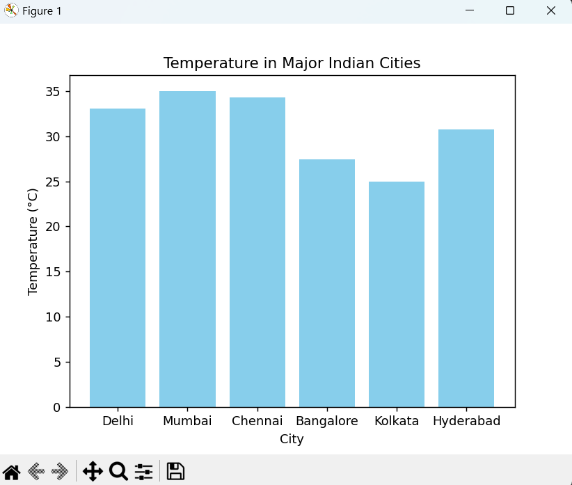 Figure 1
Temperature in Major Indian Cities
35
30
25
20
15
10
5
0
Temperature (°C)
Delhi Mumbai Chennai Bangalore Kolkata Hyderabad
City